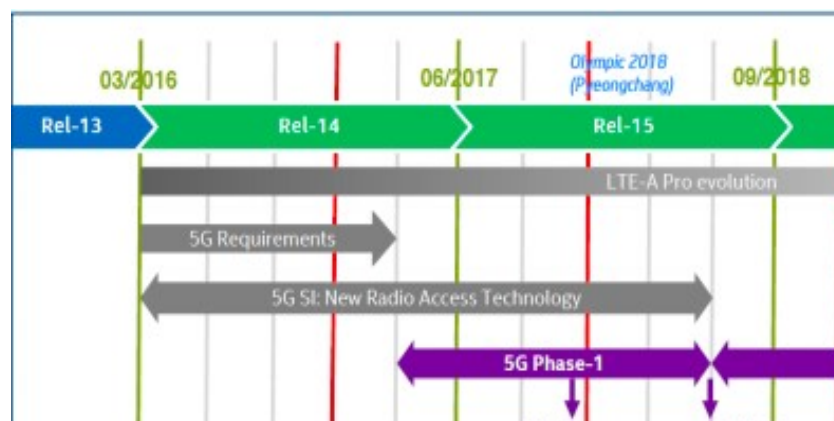 03/2016
06/2017
Olympic 2018
(Pyeongchang)
09/2018
Rel-13
Rel-14
Rel-15
LTE-A Pro evolution
5G Requirements
5G SI: New Radio Access Technology
5G Phase-1